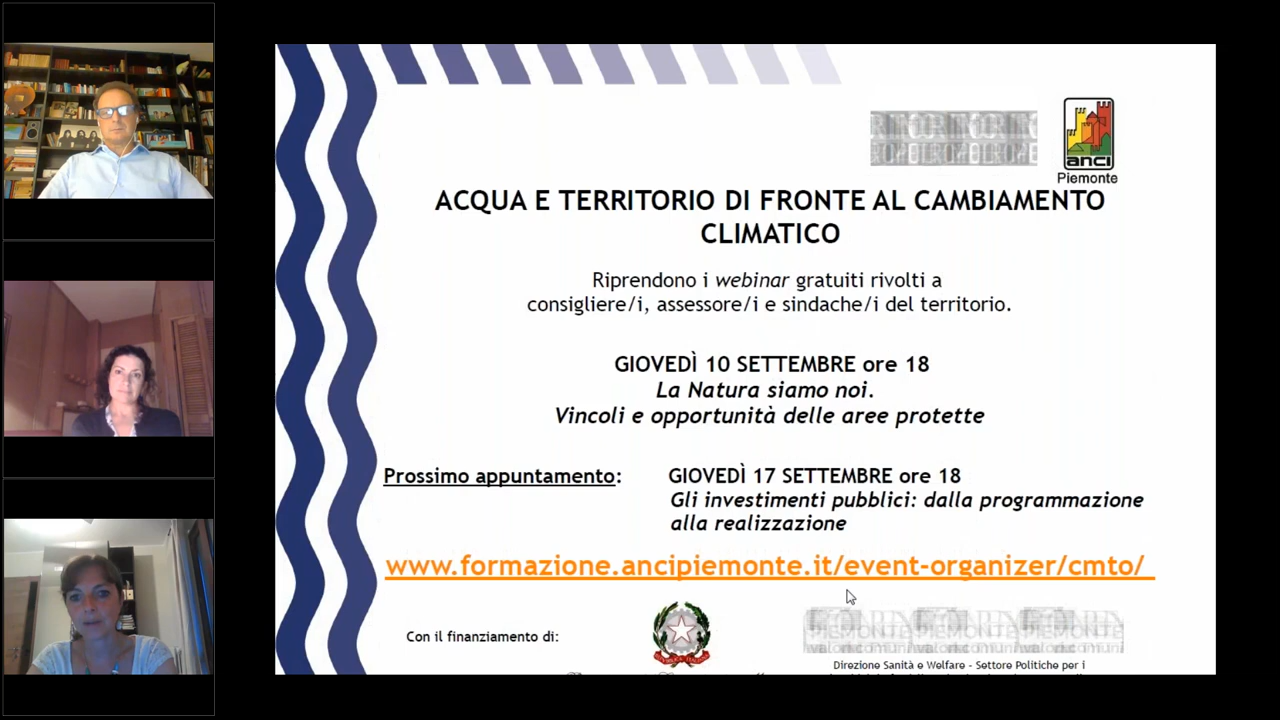 anci
Piemonte
ACQUA E TERRITORIO DI FRONTE AL CAMBIAMENTO
CLIMATICO
Riprendono i webinar gratuiti rivolti a
consigliere/i, assessore/i e sindache/i del territorio.
GIOVEDÌ 10 SETTEMBRE ore 18
La Natura siamo noi.
Vincoli e opportunità delle aree protette
Prossimo appuntamento: GIOVEDÌ 17 SETTEMBRE ore 18
Gli investimenti pubblici: dalla programmazione
alla realizzazione
www.formazione.ancipiemonte.it/event-organizer/cmto/
Con il finanziamento di:
PIEMONTE PIEMONTE PIEMONTE
Direzione Sanità e Welfare - Settore Politiche per i